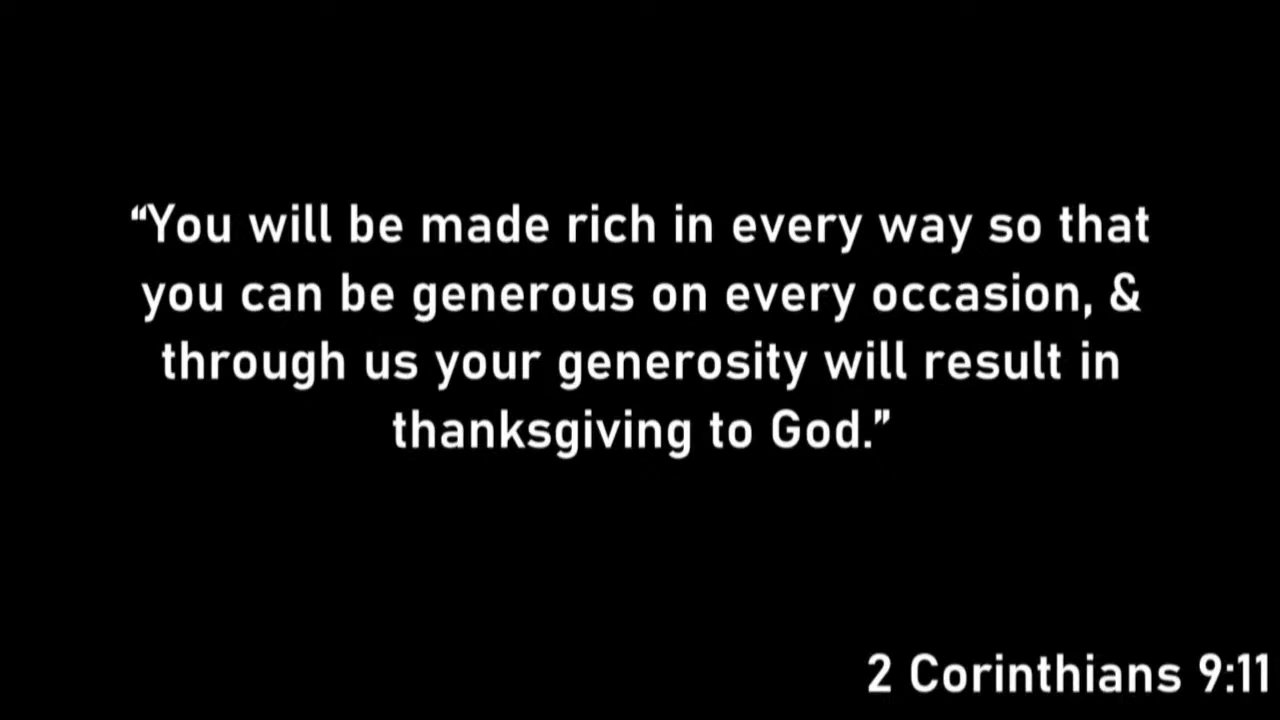 “You will be made rich in every way so that
you can be generous on every occasion, &
through us your generosity will result in
thanksgiving to God.”
2 Corinthians 9:11